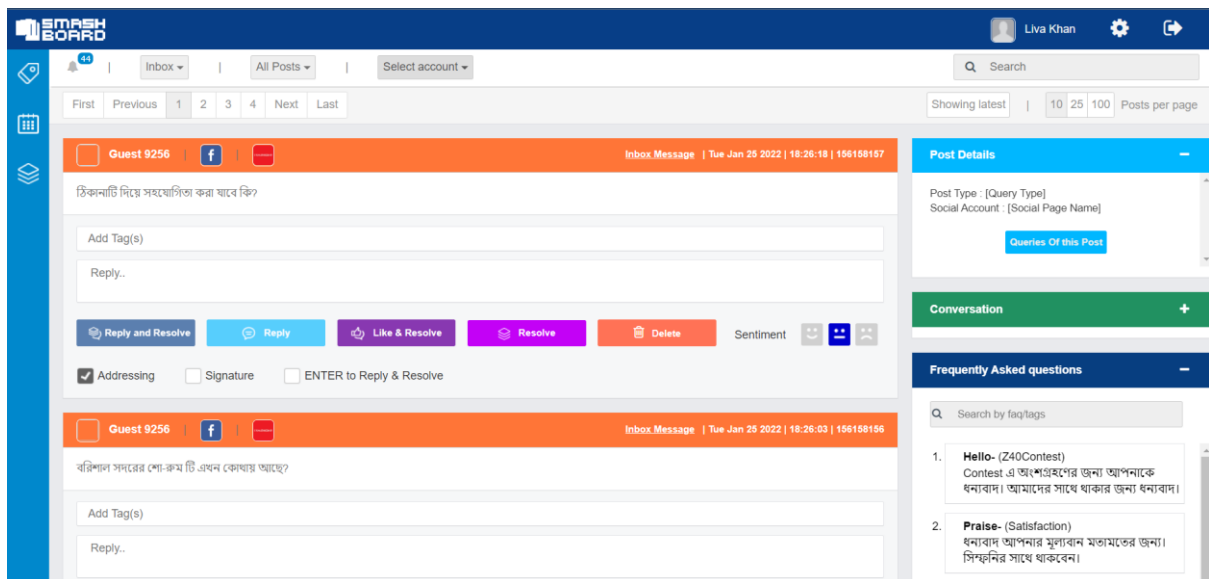 SMASH
BOARD
Liva Khan
44
|
Inbox
|
All Posts
|
Select account
Search
First Previous 1 2 3 4 Next Last
Showing latest | 10 25 100 Posts per page
Guest 9256 | f |
Inbox Message | Tue Jan 25 2022 | 18:26:18 | 156158157
ঠিকানাটি দিয়ে সহযোগিতা করা যাবে কি?
Add Tag(s)
Reply..
Reply and Resolve Reply Like & Resolve Resolve Delete Sentiment
Addressing Signature ENTER to Reply & Resolve
Guest 9256 | f |
Inbox Message | Tue Jan 25 2022 | 18:26:03 | 156158156
বরিশাল সদরের শো-রুম টি এখন কোথায় আছে?
Add Tag(s)
Reply..
Post Details –
Post Type : [Query Type]
Social Account : [Social Page Name]
Queries Of this Post
Conversation +
Frequently Asked questions –
Search by faq/tags
1. Hello- (Z40Contest)
Contest এ অংশগ্রহণের জন্য আপনাকে
ধন্যবাদ। আমাদের সাথে থাকার জন্য ধন্যবাদ।
2. Praise- (Satisfaction)
ধন্যবাদ আপনার মূল্যবান মতামতের জন্য।
সিম্ফনির সাথে থাকবেন।